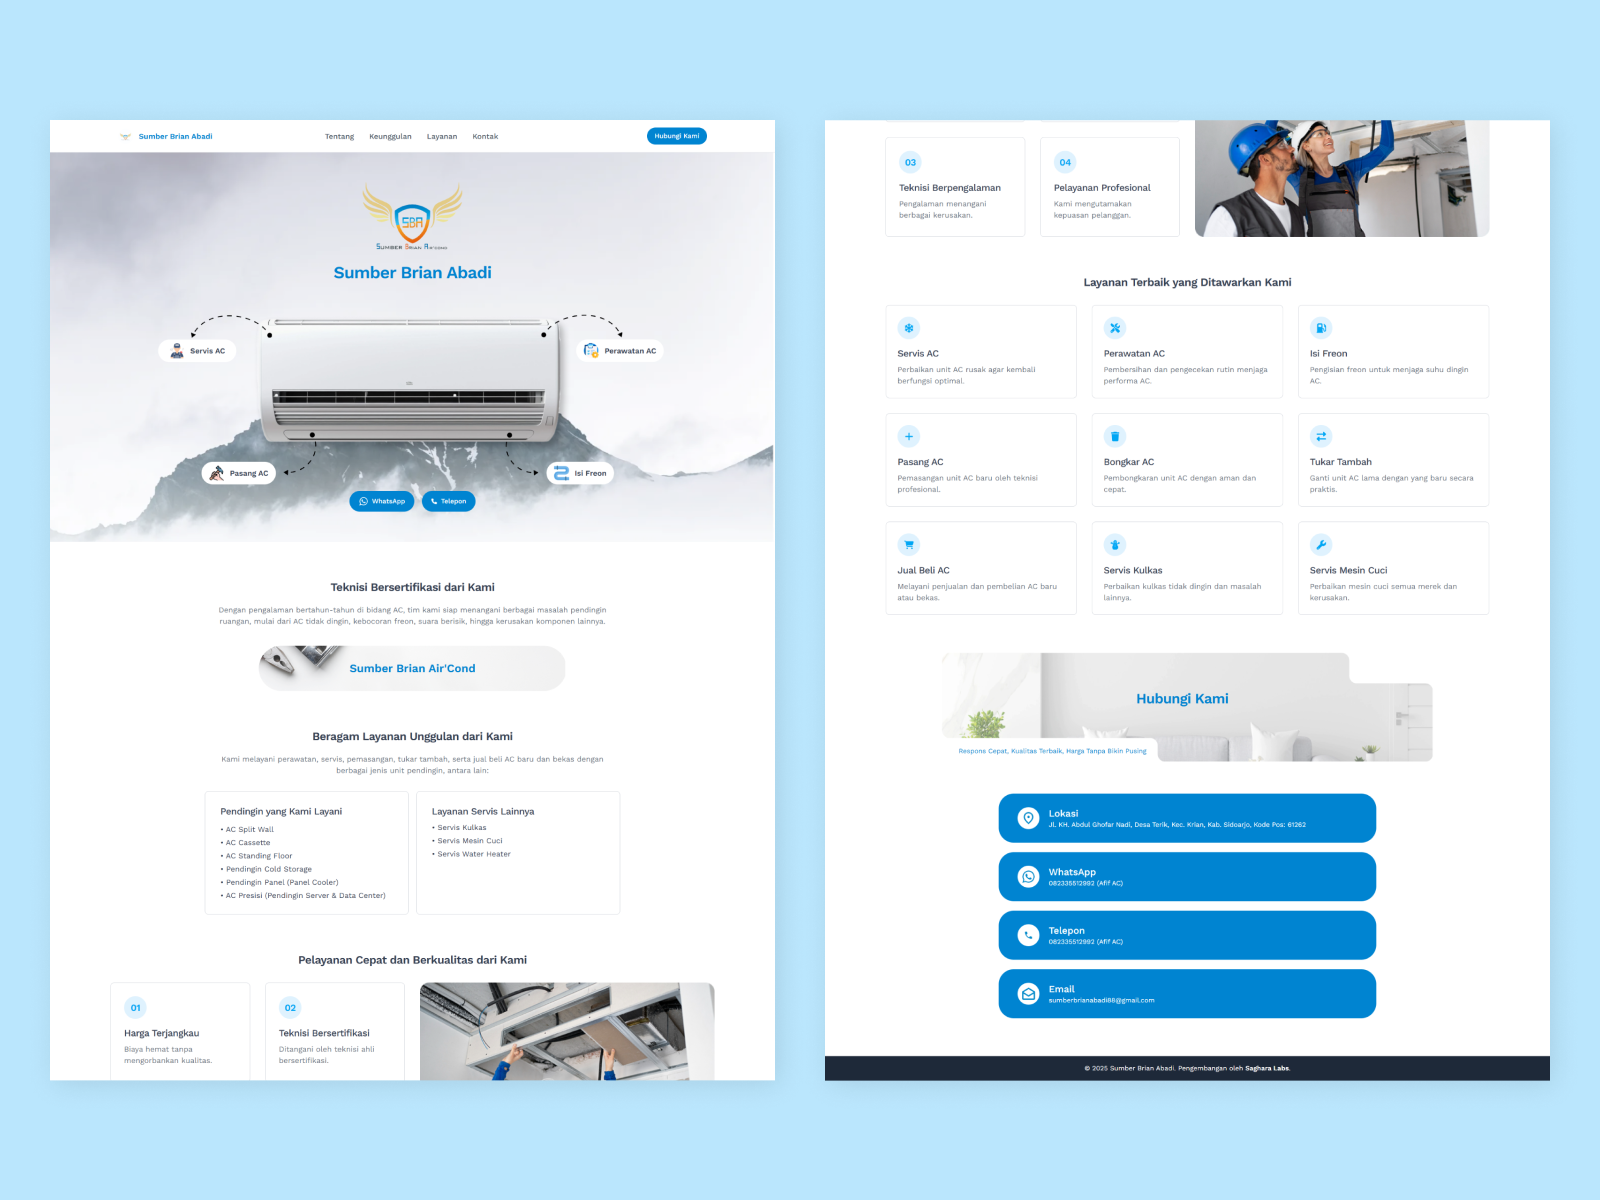 Sumber Brian Abadi
Tentang
Keunggulan
Layanan
Kontak
Hubungi Kami
SBA
Sumber Brian Air'cond
Sumber Brian Abadi
Servis AC
Perawatan AC
Pasang AC
Isi Freon
WhatsApp
Telepon
Teknisi Bersertifikasi dari Kami
Dengan pengalaman bertahun-tahun di bidang AC, tim kami siap menangani berbagai masalah pendingin
ruangan, mulai dari AC tidak dingin, kebocoran freon, suara berisik, hingga kerusakan komponen lainnya.
Sumber Brian Air'Cond
Beragam Layanan Unggulan dari Kami
Kami melayani perawatan, servis, pemasangan, tukar tambah, serta jual beli AC baru dan bekas dengan
berbagai jenis unit pendingin, antara lain:
Pendingin yang Kami Layani
• AC Split Wall
• AC Cassette
• AC Standing Floor
• Pendingin Cold Storage
• Pendingin Panel (Panel Cooler)
• AC Presisi (Pendingin Server & Data Center)
Layanan Servis Lainnya
• Servis Kulkas
• Servis Mesin Cuci
• Servis Water Heater
Pelayanan Cepat dan Berkualitas dari Kami
01
Harga Terjangkau
Biaya hemat tanpa
mengorbankan kualitas.
02
Teknisi Bersertifikasi
Ditangani oleh teknisi ahli
bersertifikasi.
03
Teknisi Berpengalaman
Pengalaman menangani
berbagai kerusakan.
04
Pelayanan Profesional
Kami mengutamakan
kepuasan pelanggan.
Layanan Terbaik yang Ditawarkan Kami
Servis AC
Perbaikan unit AC rusak agar kembali
berfungsi optimal.
Perawatan AC
Pembersihan dan pengecekan rutin menjaga
performa AC.
Isi Freon
Pengisian freon untuk menjaga suhu dingin
AC.
Pasang AC
Pemasangan unit AC baru oleh teknisi
profesional.
Bongkar AC
Pembongkaran unit AC dengan aman dan
cepat.
Tukar Tambah
Ganti unit AC lama dengan yang baru secara
praktis.
Jual Beli AC
Melayani penjualan dan pembelian AC baru
atau bekas.
Servis Kulkas
Perbaikan kulkas tidak dingin dan masalah
lainnya.
Servis Mesin Cuci
Perbaikan mesin cuci semua merek dan
kerusakan.
Hubungi Kami
Respons Cepat, Kualitas Terbaik, Harga Tanpa Bikin Pusing
Lokasi
Jl. KH. Abdul Ghofar Nadi, Desa Terik, Kec. Krian, Kab. Sidoarjo, Kode Pos: 61262
WhatsApp
082335512992 (Afif AC)
Telepon
082335512992 (Afif AC)
Email
sumberbrianabadi88@gmail.com
© 2025 Sumber Brian Abadi. Pengembangan oleh Saghara Labs.